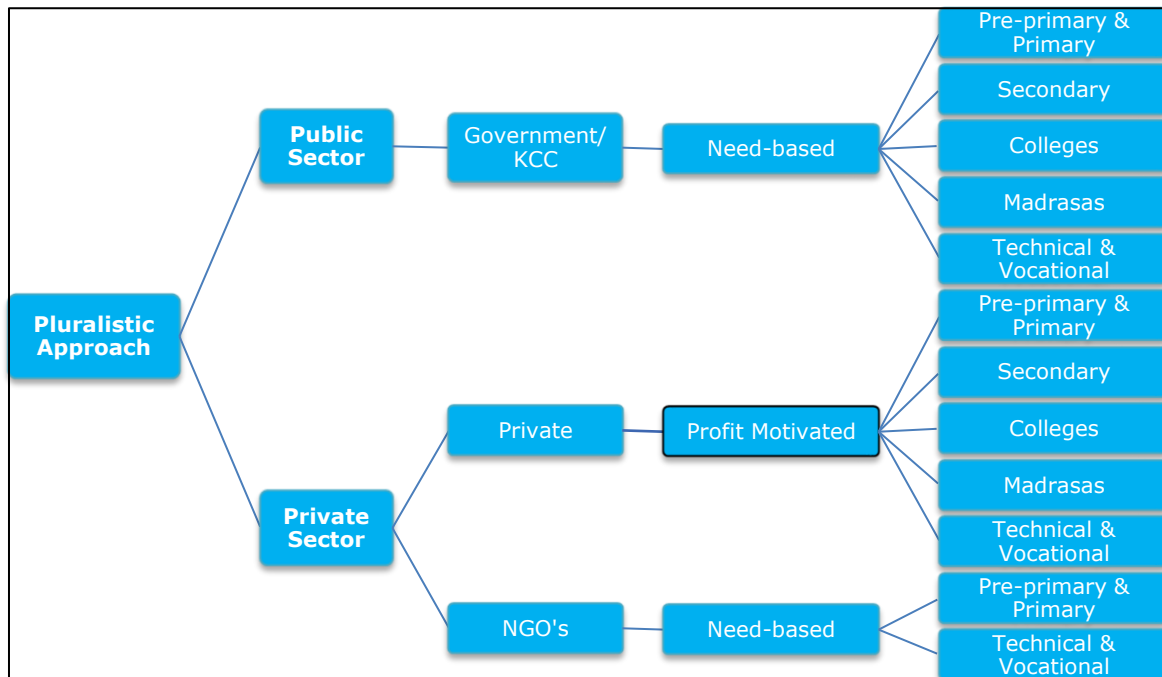 Pluralistic
Approach
Public
Sector
Government/
KCC
Need-based
Pre-primary &
Primary
Secondary
Colleges
Madrasas
Technical &
Vocational
Private
Sector
Private
Profit Motivated
Pre-primary &
Primary
Secondary
Colleges
Madrasas
Technical &
Vocational
NGO's
Need-based
Pre-primary &
Primary
Technical &
Vocational